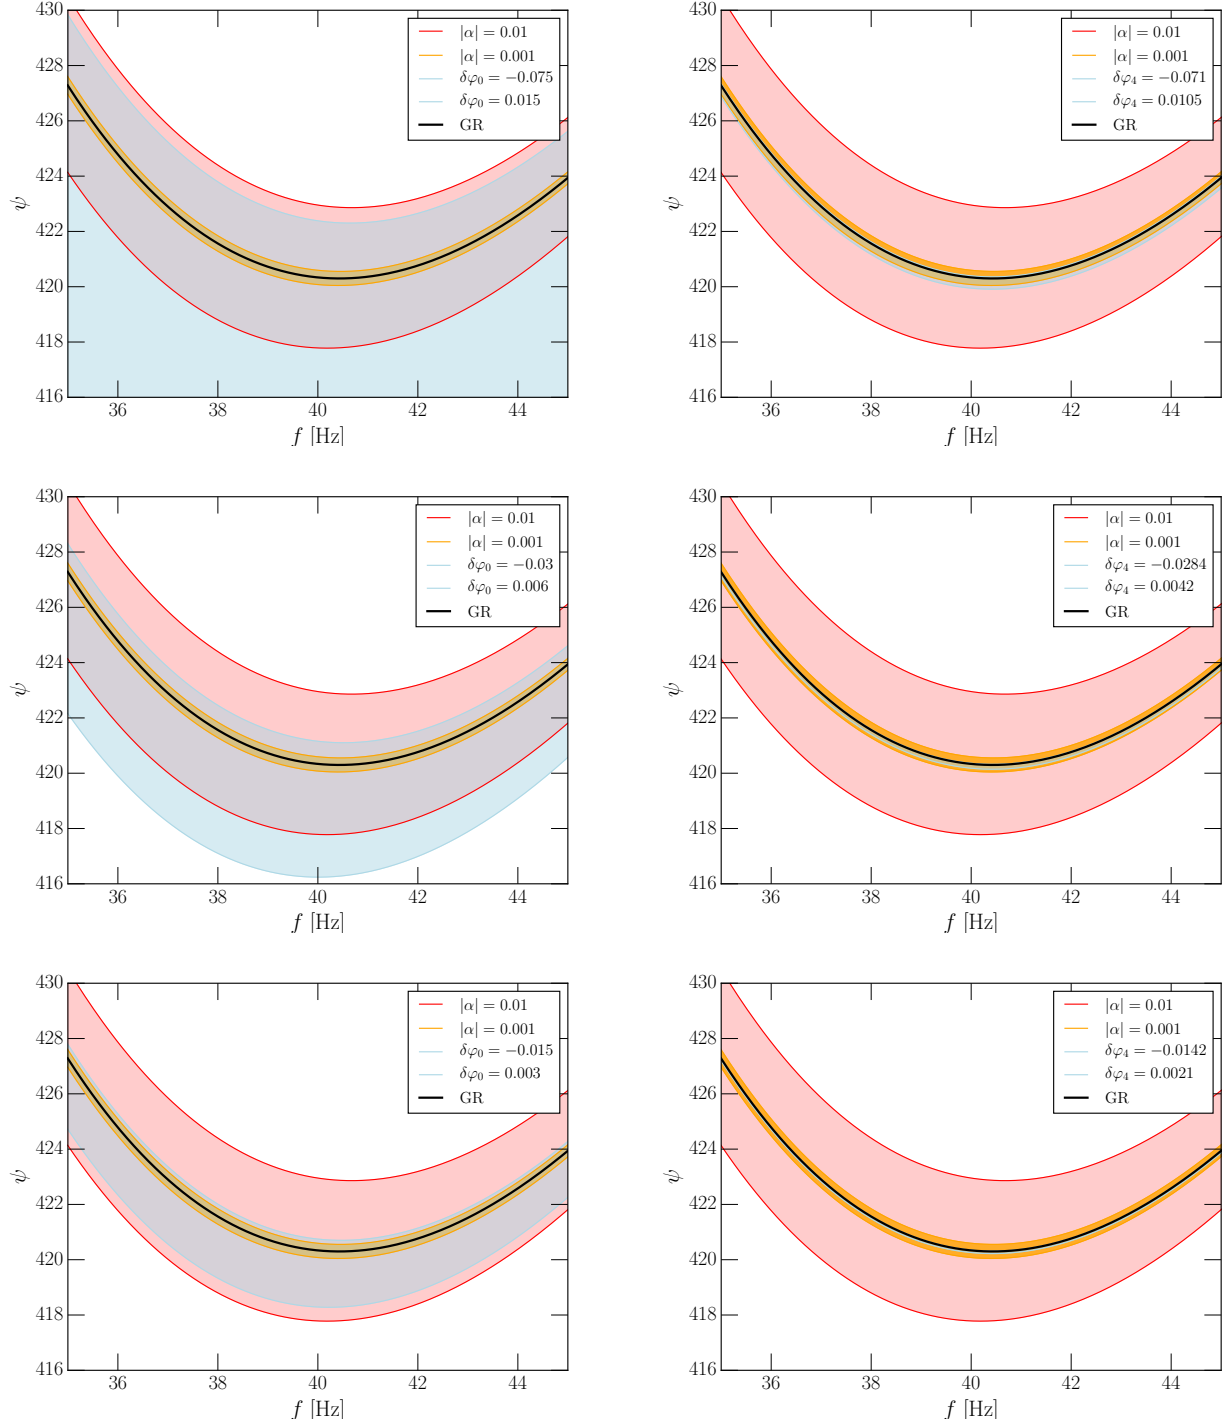 430
428
426
424
422
420
418
416
ψ
36 38 40 42 44
f [Hz]
|α| = 0.01
|α| = 0.001
δφ₀ = −0.075
δφ₀ = 0.015
GR
430
428
426
424
422
420
418
416
ψ
36 38 40 42 44
f [Hz]
|α| = 0.01
|α| = 0.001
δφ₄ = −0.071
δφ₄ = 0.0105
GR
430
428
426
424
422
420
418
416
ψ
36 38 40 42 44
f [Hz]
|α| = 0.01
|α| = 0.001
δφ₀ = −0.03
δφ₀ = 0.006
GR
430
428
426
424
422
420
418
416
ψ
36 38 40 42 44
f [Hz]
|α| = 0.01
|α| = 0.001
δφ₄ = −0.0284
δφ₄ = 0.0042
GR
430
428
426
424
422
420
418
416
ψ
36 38 40 42 44
f [Hz]
|α| = 0.01
|α| = 0.001
δφ₀ = −0.015
δφ₀ = 0.003
GR
430
428
426
424
422
420
418
416
ψ
36 38 40 42 44
f [Hz]
|α| = 0.01
|α| = 0.001
δφ₄ = −0.0142
δφ₄ = 0.0021
GR